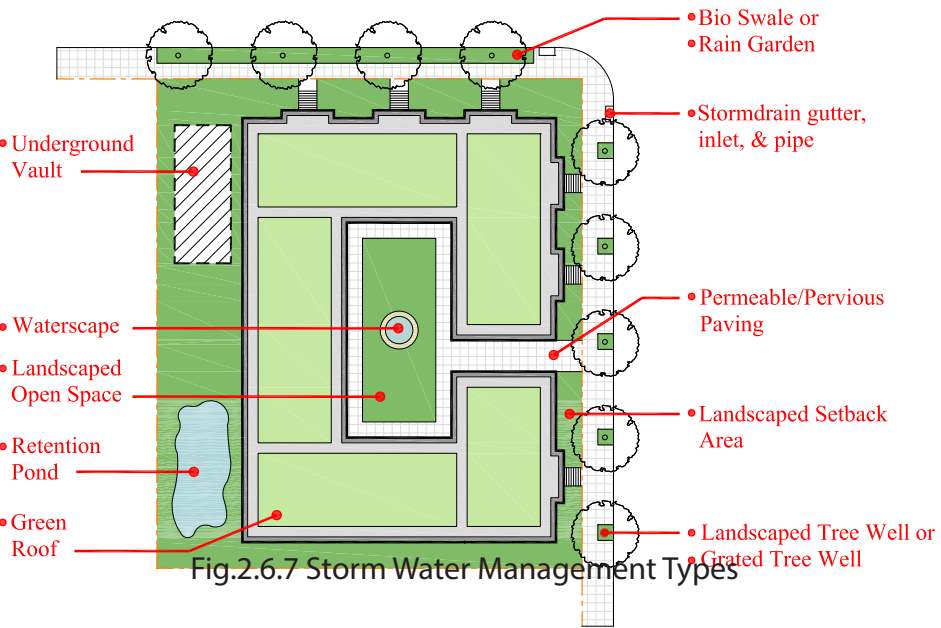 Bio Swale or
Rain Garden
Stormdrain gutter,
inlet, & pipe
Underground
Vault
Permeable/Pervious
Paving
Waterscape
Landscaped
Open Space
Landscaped Setback
Area
Retention
Pond
Green
Roof
Landscaped Tree Well or
Grated Tree Well
Fig.2.6.7 Storm Water Management Types